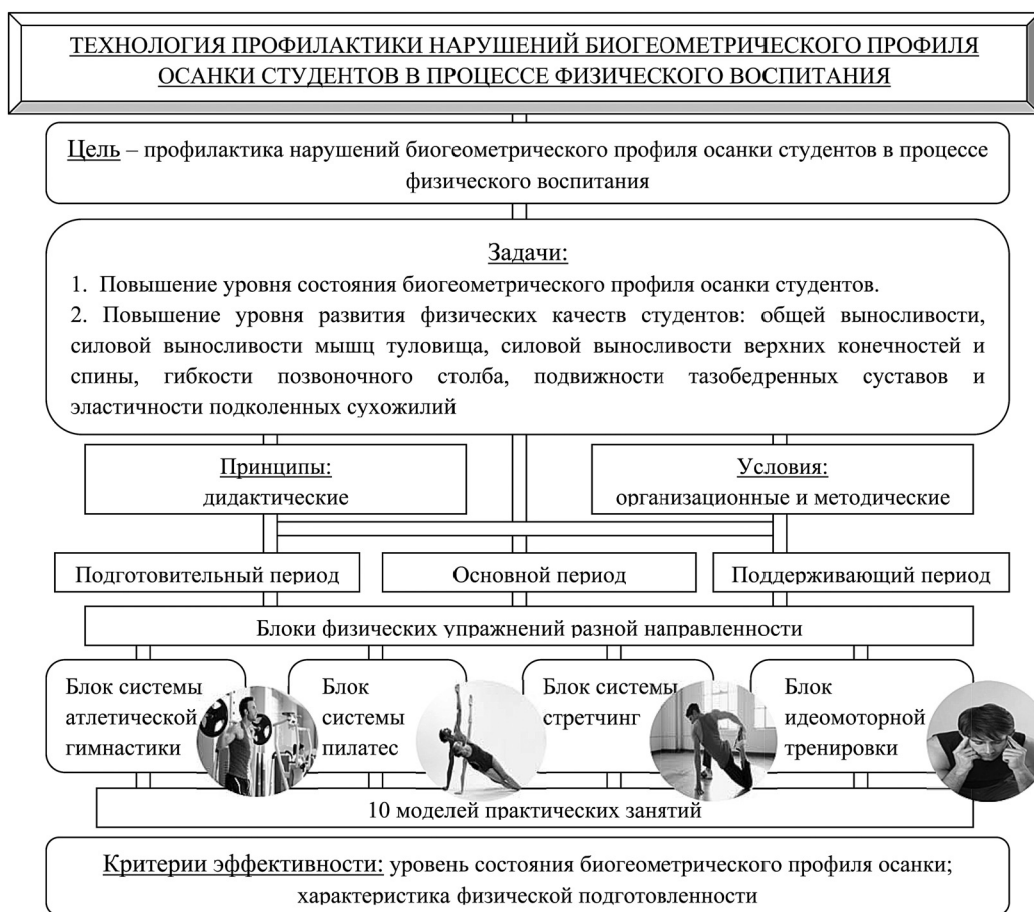 ТЕХНОЛОГИЯ ПРОФИЛАКТИКИ НАРУШЕНИЙ БИОГЕОМЕТРИЧЕСКОГО ПРОФИЛЯ
ОСАНКИ СТУДЕНТОВ В ПРОЦЕССЕ ФИЗИЧЕСКОГО ВОСПИТАНИЯ
Цель – профилактика нарушений биогеометрического профиля осанки студентов в процессе
физического воспитания
Задачи:
1. Повышение уровня состояния биогеометрического профиля осанки студентов.
2. Повышение уровня развития физических качеств студентов: общей выносливости,
силовой выносливости мышц туловища, силовой выносливости верхних конечностей и
спины, гибкости позвоночного столба, подвижности тазобедренных суставов и
эластичности подколенных сухожилий
Принципы:
дидактические
Условия:
организационные и методические
Подготовительный период
Основной период
Поддерживающий период
Блоки физических упражнений разной направленности
Блок системы
атлетической
гимнастики
Блок
системы
пилатес
Блок системы
стретчинг
Блок
идеомоторной
тренировки
10 моделей практических занятий
Критерии эффективности: уровень состояния биогеометрического профиля осанки;
характеристика физической подготовленности